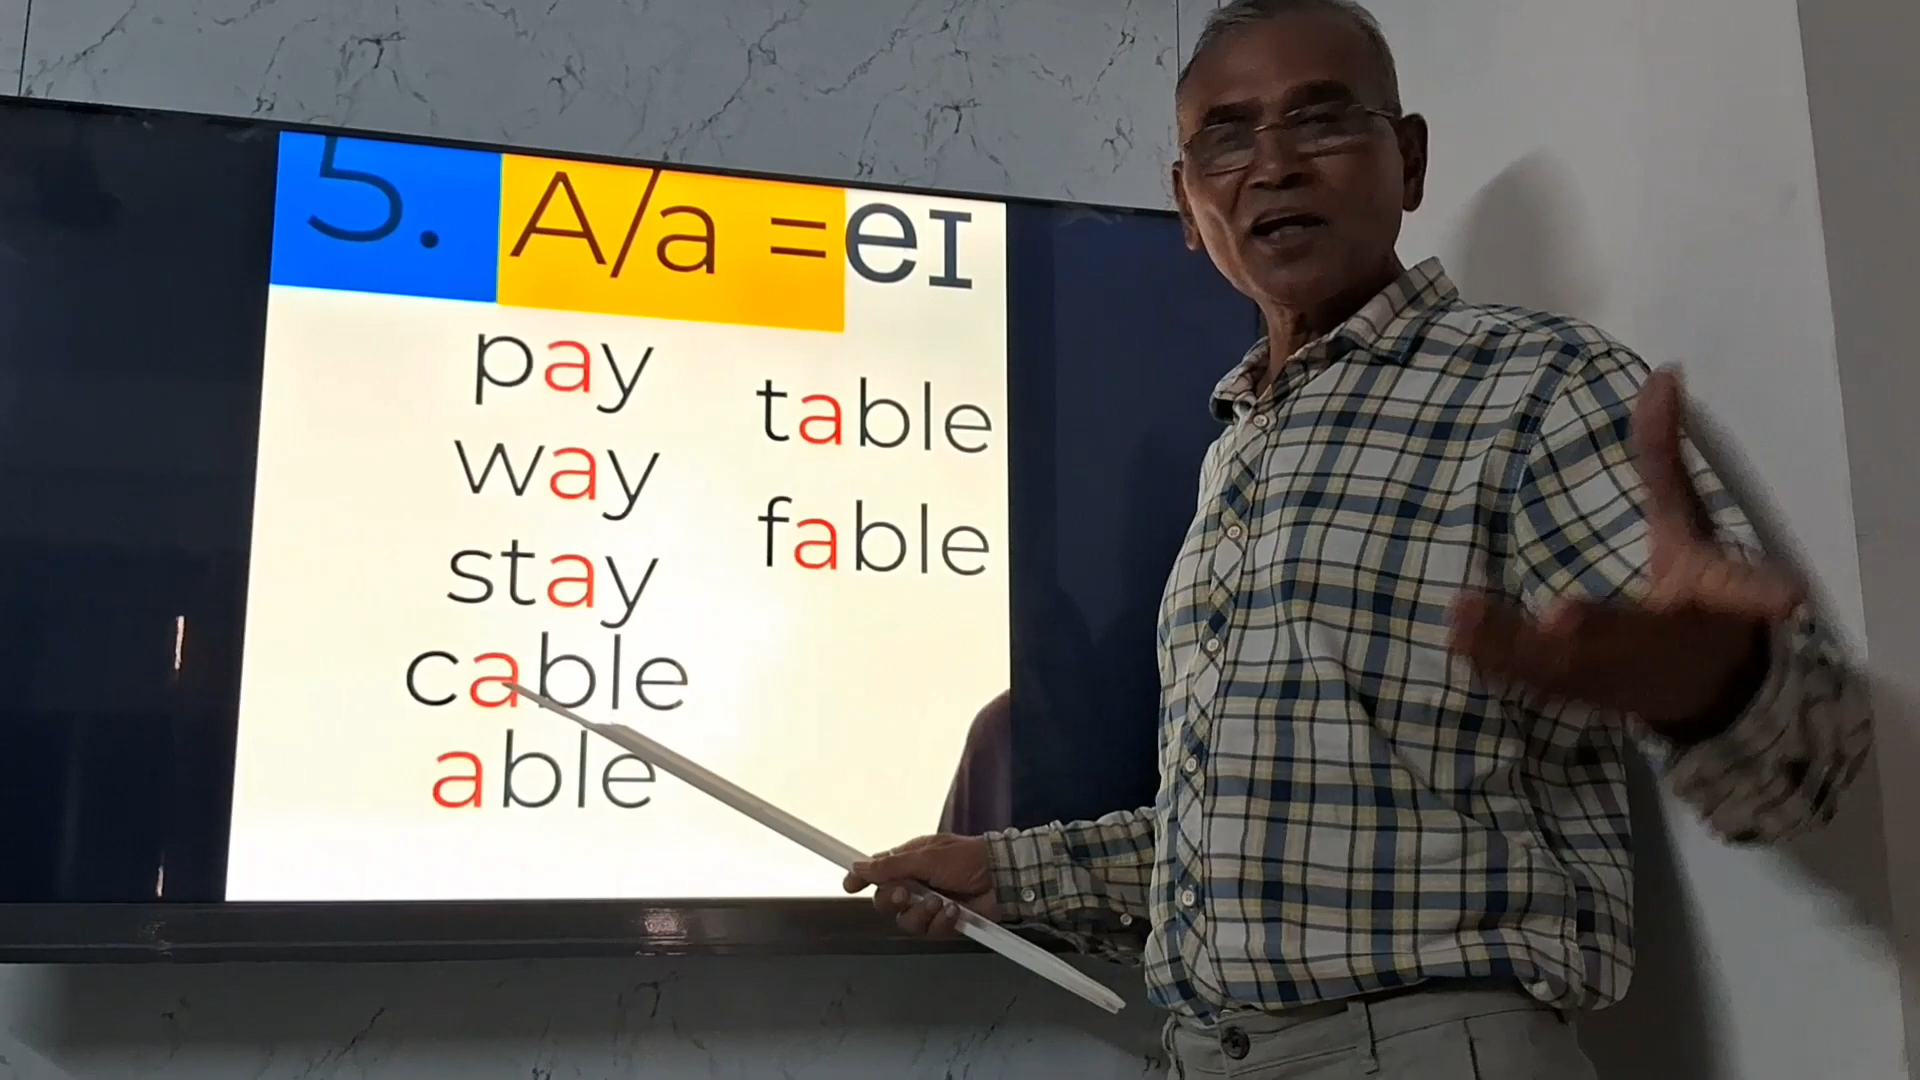 5. A/a = eɪ
pay
way
stay
cable
able
table
fable